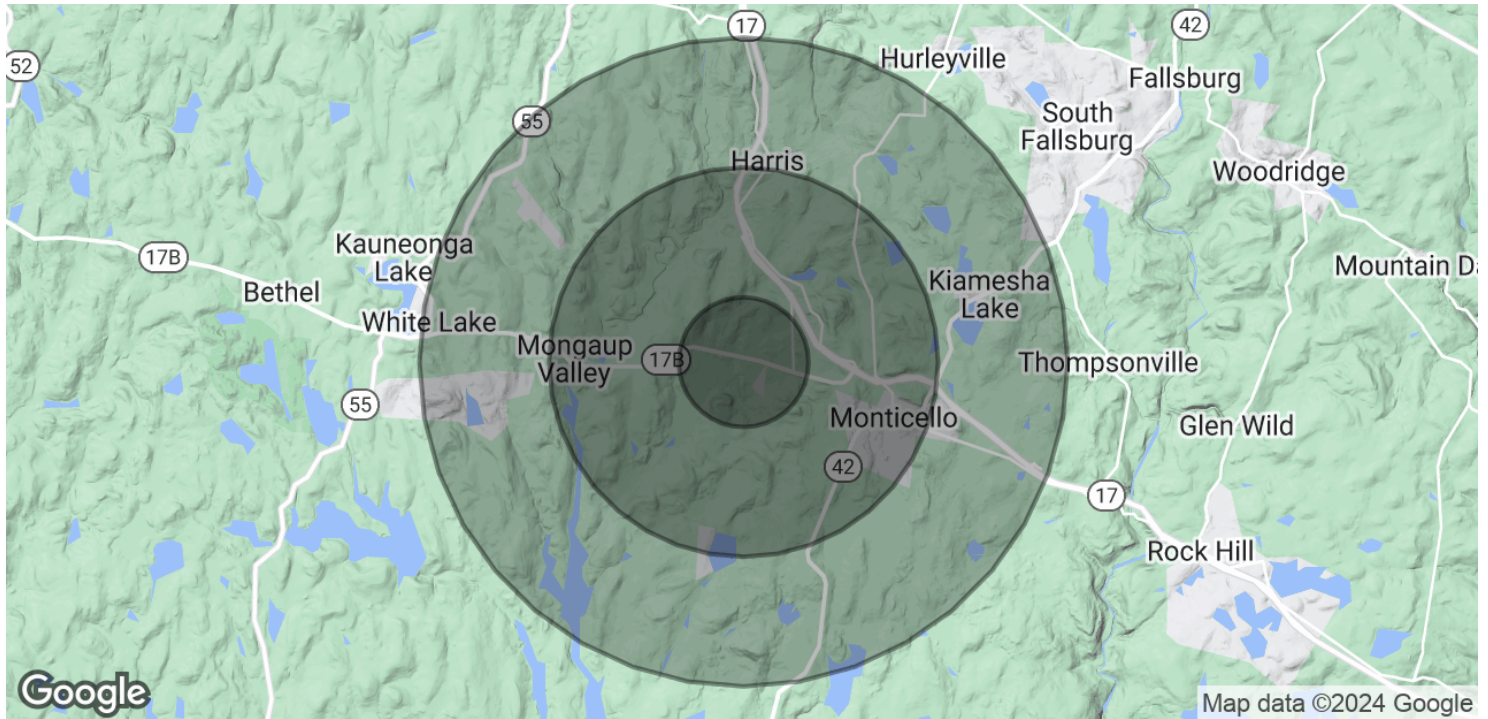 17
42
Hurleyville
52
Fallsburg
South
Fallsburg
55
Harris
Woodridge
Kauneonga
Lake
17B
Mountain Da
Kiamesha
Lake
Bethel
White Lake
Mongaup
Valley
17B
Thompsonville
55
Monticello
Glen Wild
42
17
Rock Hill
Google
Map data ©2024 Google